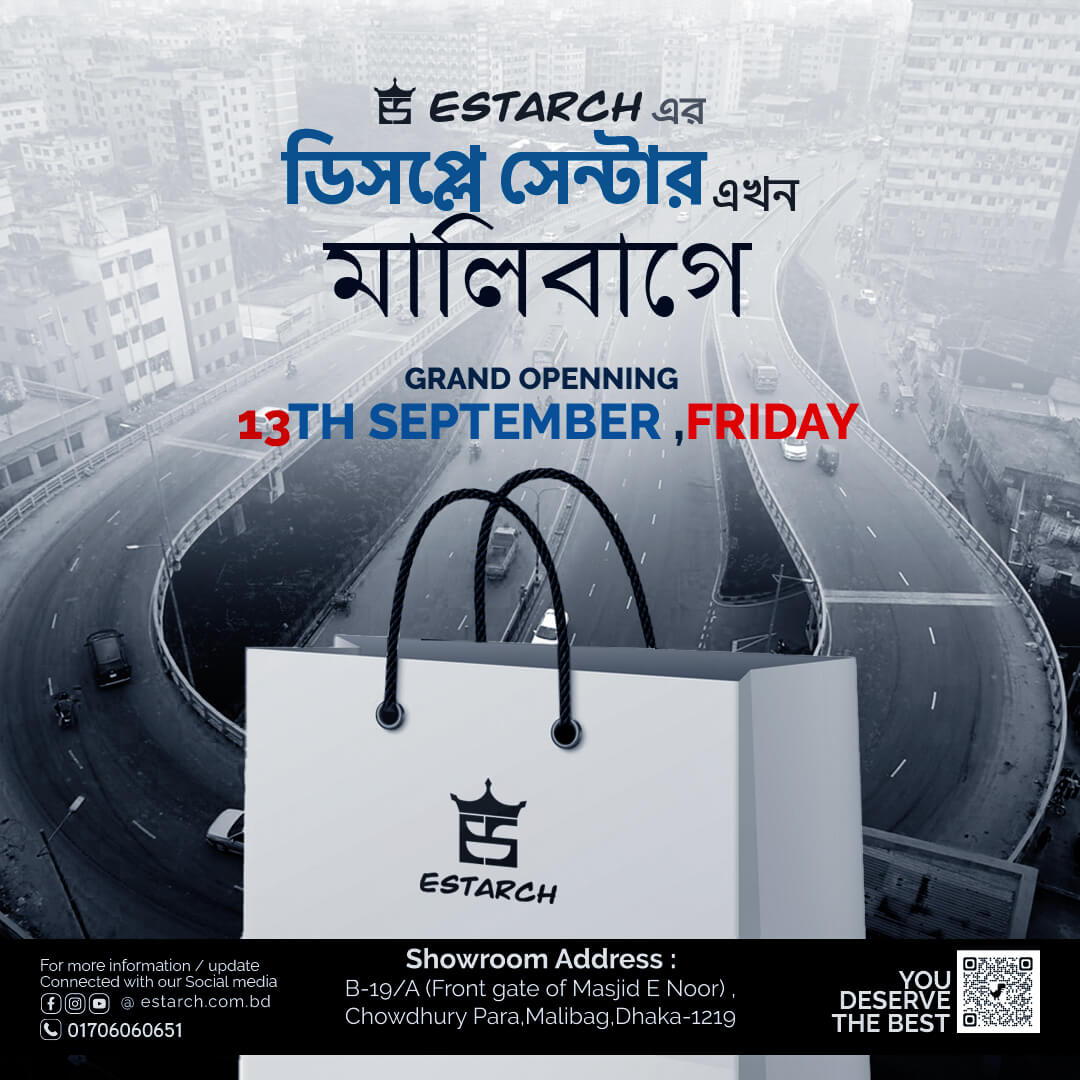 ESTARCH এর
ডিসপ্লে সেন্টার এখন
মালিবাগে
GRAND OPENNING
13TH SEPTEMBER ,FRIDAY
ES
ESTARCH
For more information / update
Connected with our Social media
@ estarch.com.bd
01706060651
Showroom Address :
B-19/A (Front gate of Masjid E Noor) ,
Chowdhury Para,Malibag,Dhaka-1219
YOU
DESERVE
THE BEST